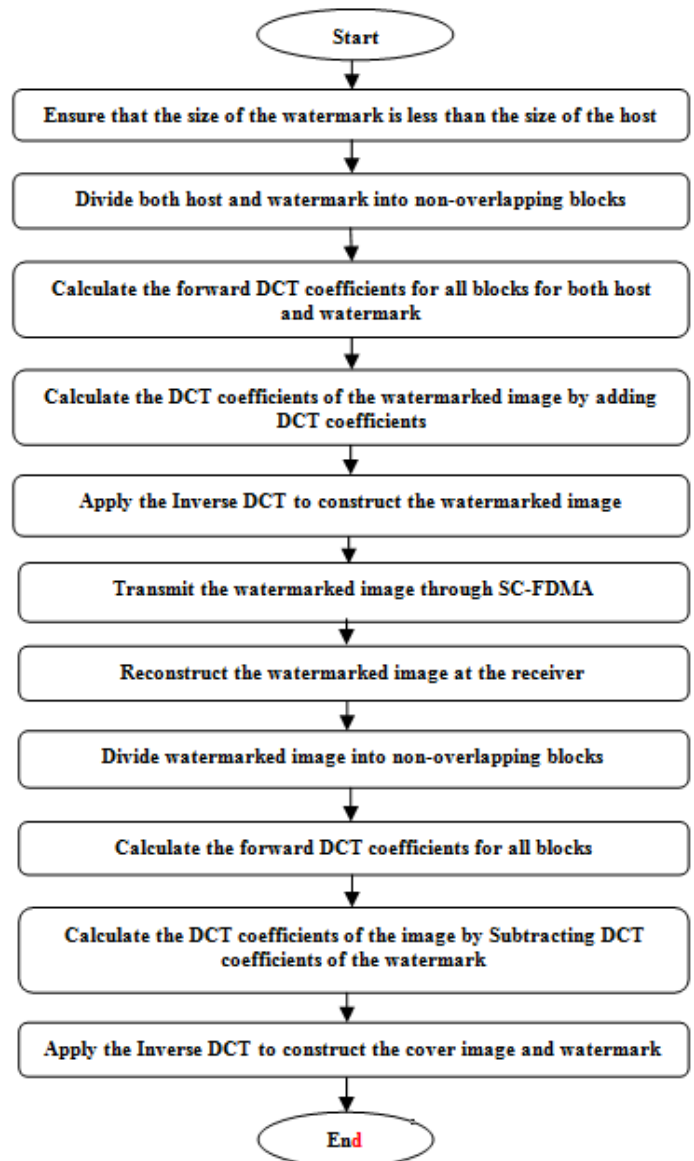 Start
Ensure that the size of the watermark is less than the size of the host
Divide both host and watermark into non-overlapping blocks
Calculate the forward DCT coefficients for all blocks for both host
and watermark
Calculate the DCT coefficients of the watermarked image by adding
DCT coefficients
Apply the Inverse DCT to construct the watermarked image
Transmit the watermarked image through SC-FDMA
Reconstruct the watermarked image at the receiver
Divide watermarked image into non-overlapping blocks
Calculate the forward DCT coefficients for all blocks
Calculate the DCT coefficients of the image by Subtracting DCT
coefficients of the watermark
Apply the Inverse DCT to construct the cover image and watermark
End